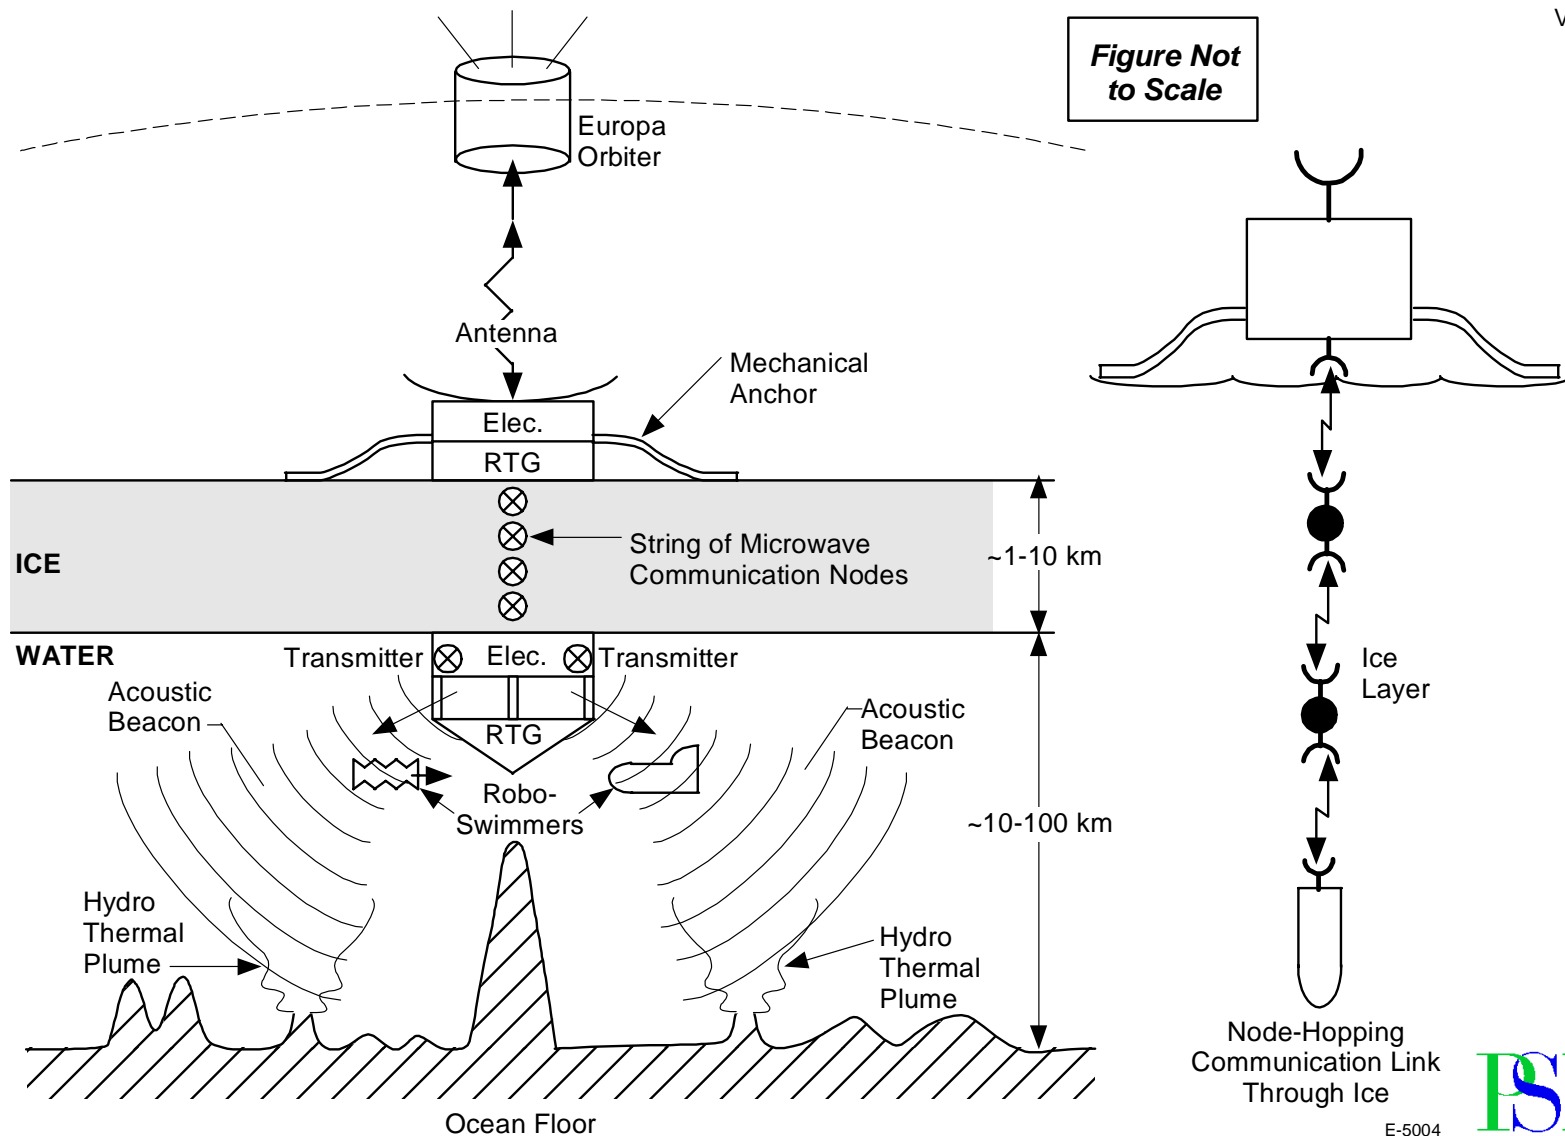 V
Figure Not
to Scale
Europa
Orbiter
Antenna
Mechanical
Anchor
Elec.
RTG
ICE
String of Microwave
Communication Nodes
~1-10 km
WATER
Transmitter
Elec.
Transmitter
Acoustic
Beacon
RTG
Acoustic
Beacon
Robo-
Swimmers
~10-100 km
Ice
Layer
Hydro
Thermal
Plume
Hydro
Thermal
Plume
Ocean Floor
Node-Hopping
Communication Link
Through Ice
E-5004
PS